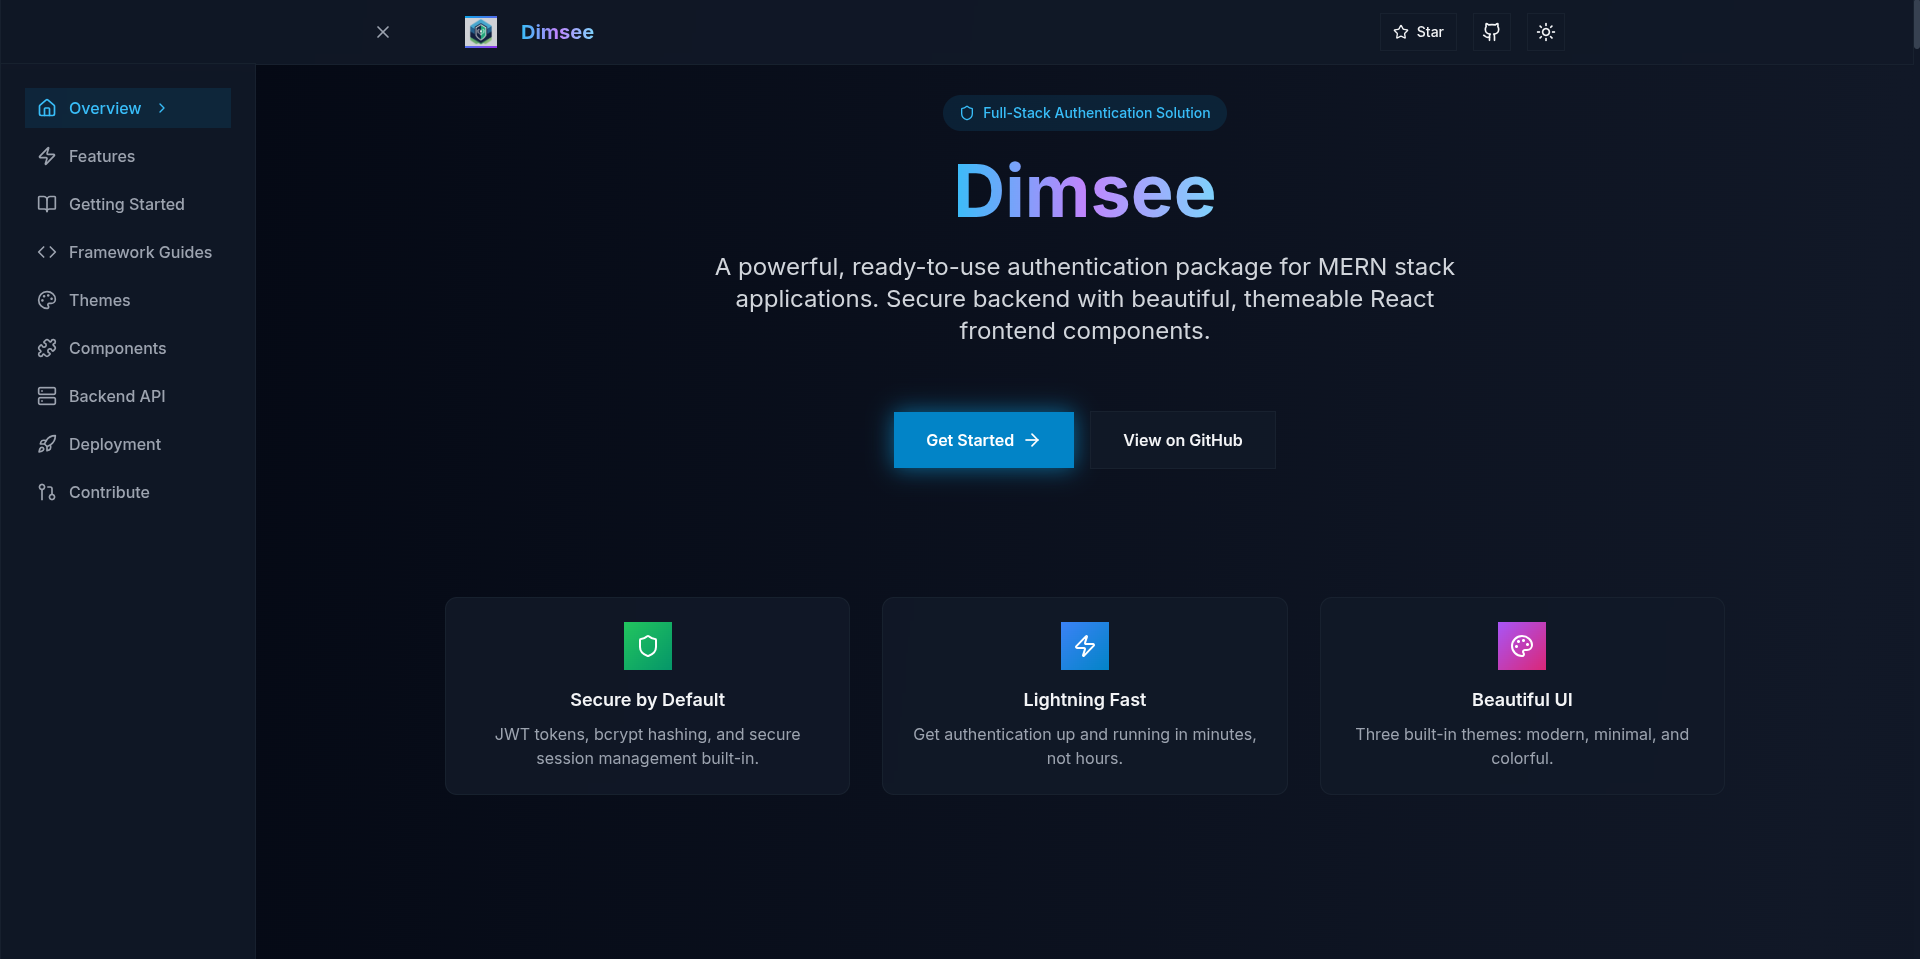 Dimsee
Star
Overview
Features
Getting Started
Framework Guides
Themes
Components
Backend API
Deployment
Contribute
Full-Stack Authentication Solution
Dimsee
A powerful, ready-to-use authentication package for MERN stack
applications. Secure backend with beautiful, themeable React
frontend components.
Get Started
View on GitHub
Secure by Default
JWT tokens, bcrypt hashing, and secure
session management built-in.
Lightning Fast
Get authentication up and running in minutes,
not hours.
Beautiful UI
Three built-in themes: modern, minimal, and
colorful.